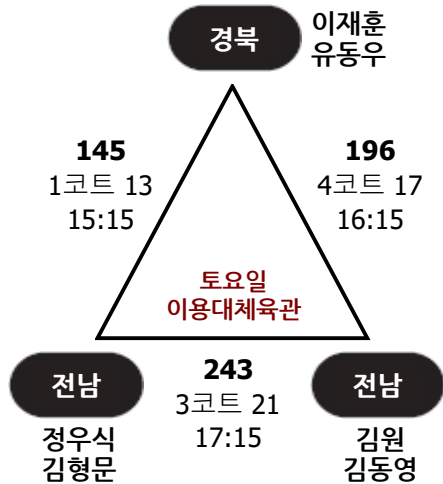 경북
이재훈
유동우
145
1코트 13
15:15
196
4코트 17
16:15
토요일
이용대체육관
전남
정우식
김형문
243
3코트 21
17:15
전남
김원
김동영